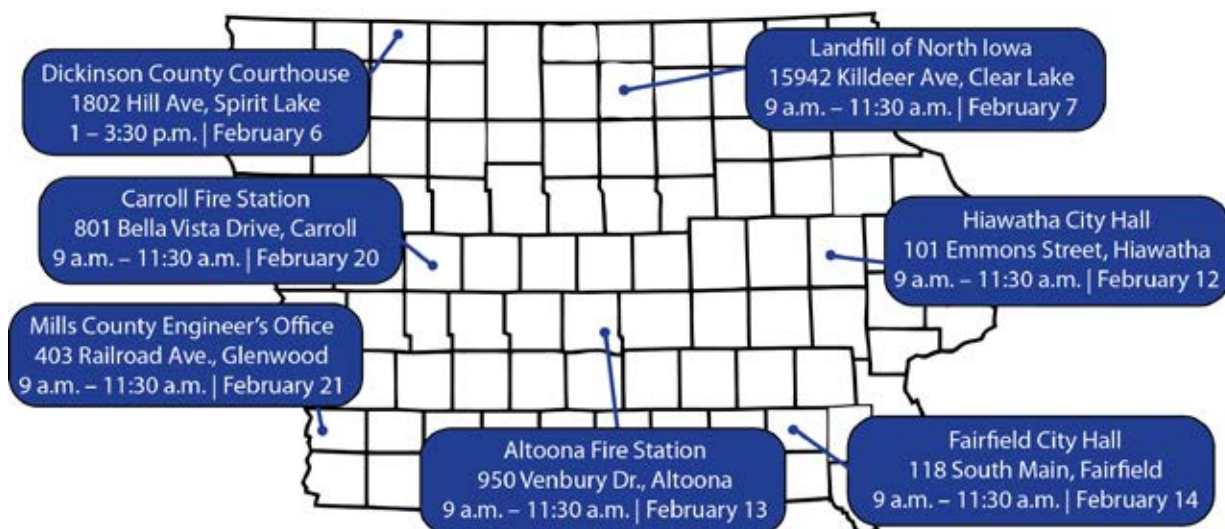 Dickinson County Courthouse
1802 Hill Ave, Spirit Lake
1 – 3:30 p.m. | February 6
Landfill of North Iowa
15942 Killdeer Ave, Clear Lake
9 a.m. – 11:30 a.m. | February 7
Carroll Fire Station
801 Bella Vista Drive, Carroll
9 a.m. – 11:30 a.m. | February 20
Hiawatha City Hall
101 Emmons Street, Hiawatha
9 a.m. – 11:30 a.m. | February 12
Mills County Engineer’s Office
403 Railroad Ave., Glenwood
9 a.m. – 11:30 a.m. | February 21
Altoona Fire Station
950 Venbury Dr., Altoona
9 a.m. – 11:30 a.m. | February 13
Fairfield City Hall
118 South Main, Fairfield
9 a.m. – 11:30 a.m. | February 14